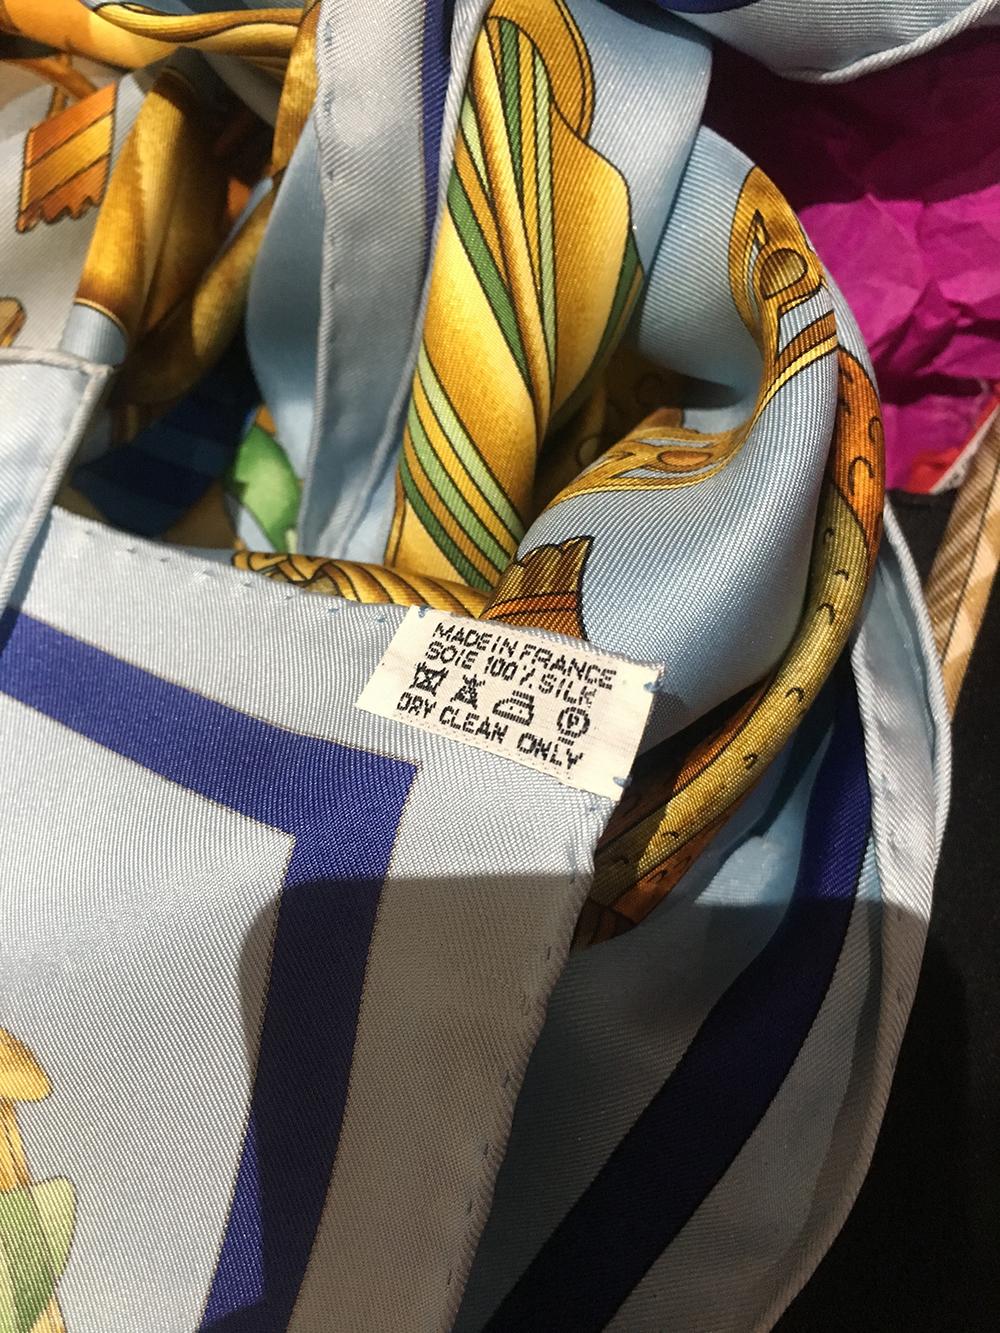 MADE IN FRANCE
SOIE 100% SILK
P
DRY CLEAN ONLY